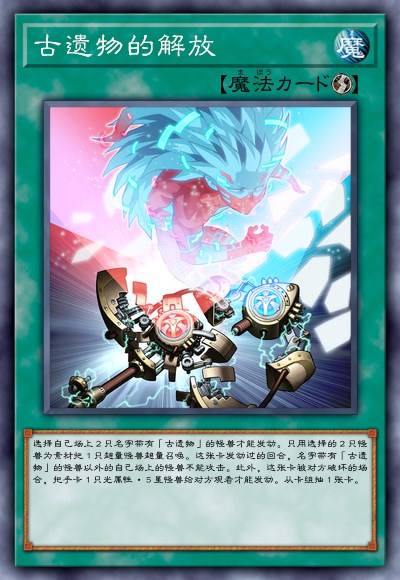 古遗物的解放
魔
【魔法カード】
まほう
选择自己场上2只名字带有「古遗物」的怪兽才能发动。只用选择的2只怪
兽为素材把1只超量怪兽超量召唤。这张卡发动过的回合，名字带有「古遗
物」的怪兽以外的自己场上的怪兽不能攻击。此外，这张卡被对方破坏的场
合，把手卡1只光属性·5星怪兽给对方观看才能发动。从卡组抽1张卡。